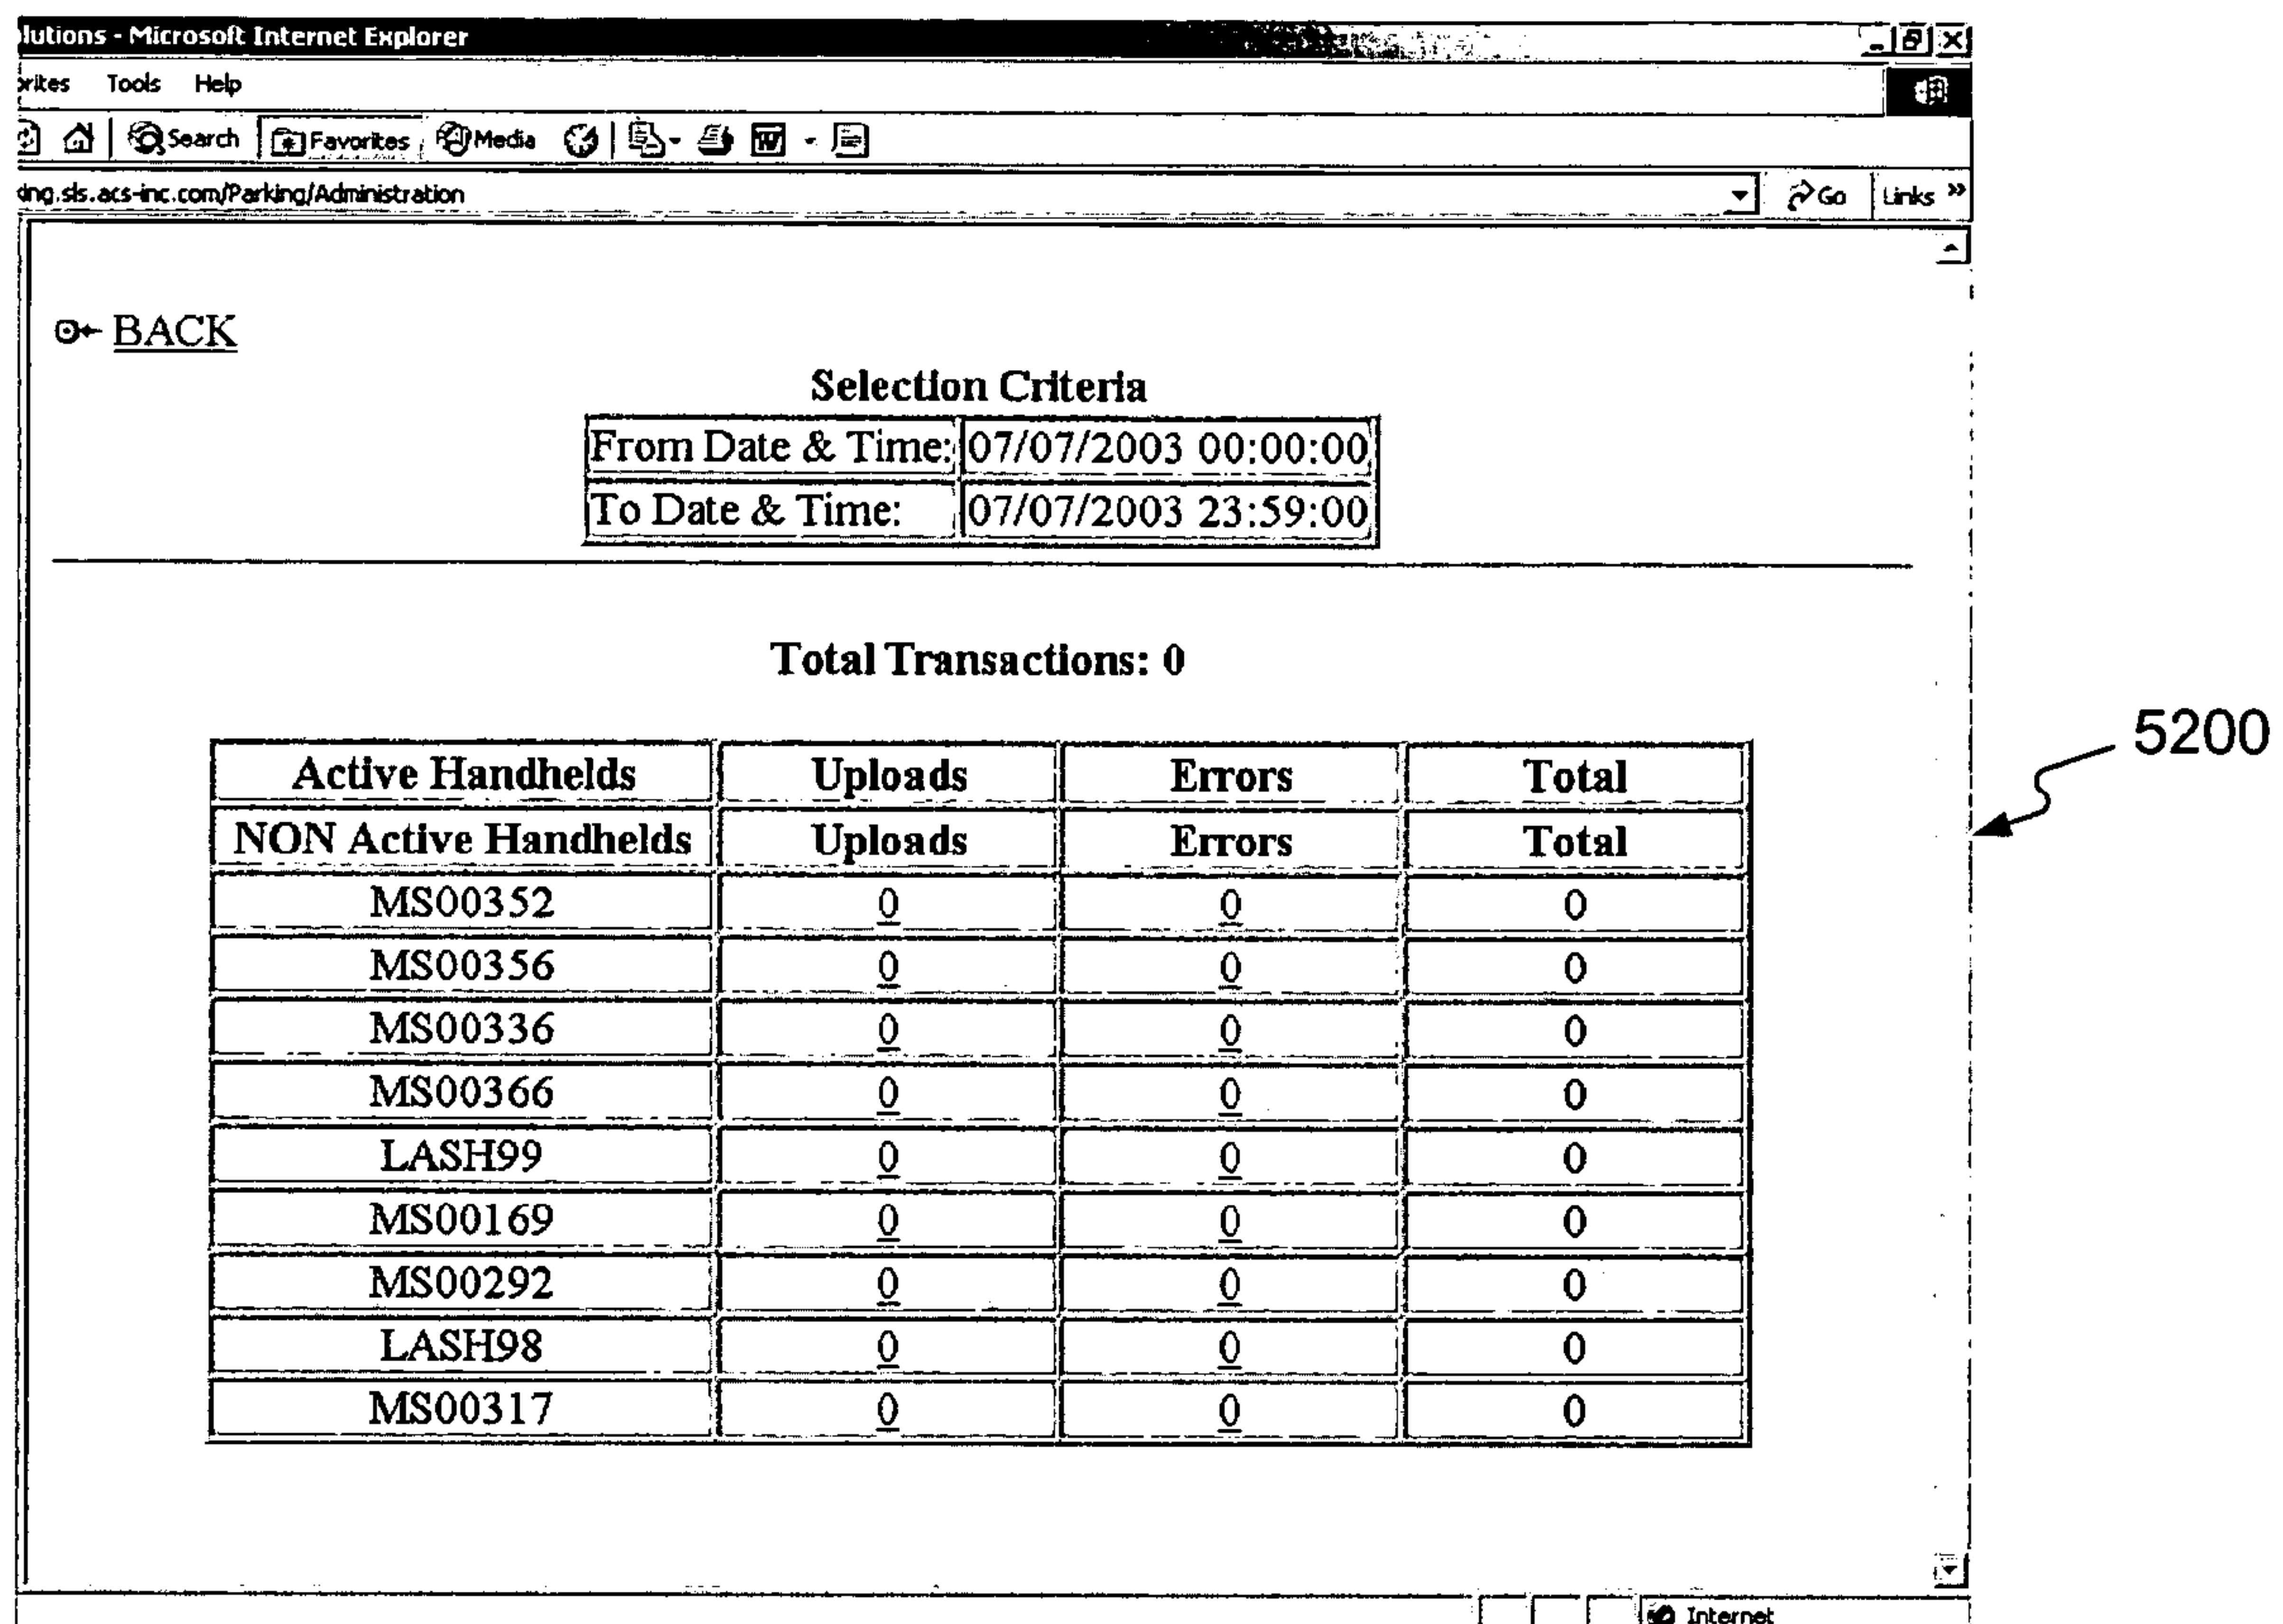 lutions - Microsoft Internet Explorer
rites Tools Help
Search Favorites Media
ing.sls.acs-inc.com/Parking/Administration Go Links »
BACK
Selection Criteria
From Date & Time: 07/07/2003 00:00:00
To Date & Time: 07/07/2003 23:59:00
Total Transactions: 0
5200
Active Handhelds Uploads Errors Total
NON Active Handhelds Uploads Errors Total
MS00352 0 0 0
MS00356 0 0 0
MS00336 0 0 0
MS00366 0 0 0
LASH99 0 0 0
MS00169 0 0 0
MS00292 0 0 0
LASH98 0 0 0
MS00317 0 0 0
Internet